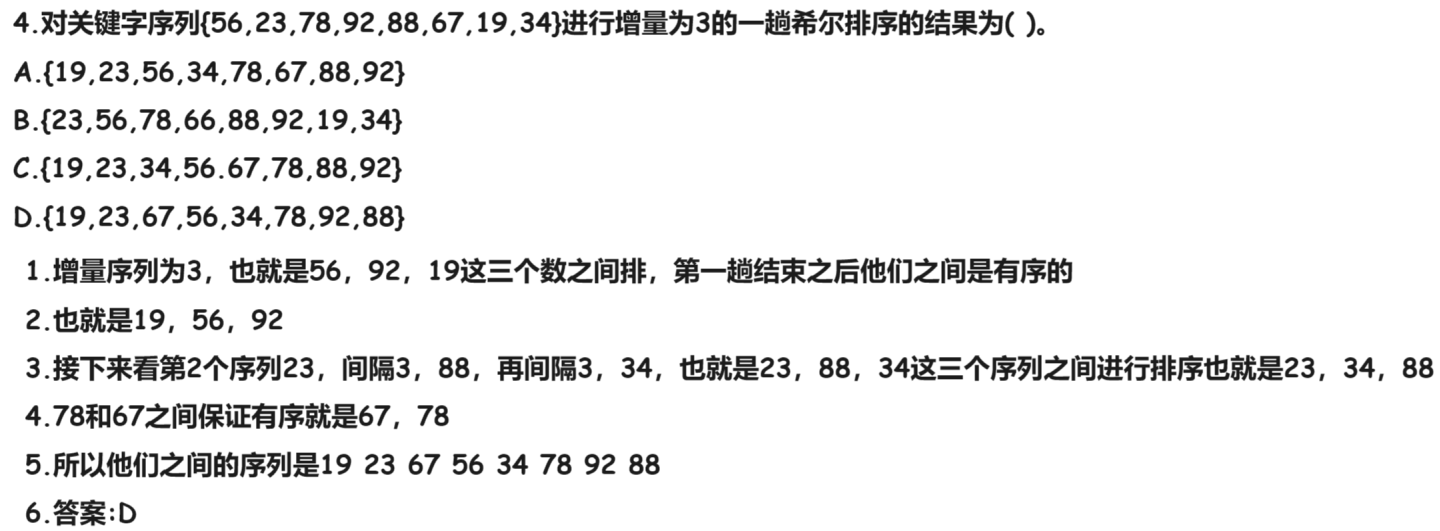 4.对关键字序列{56,23,78,92,88,67,19,34}进行增量为3的一趟希尔排序的结果为( )。
A.{19,23,56,34,78,67,88,92}
B.{23,56,78,66,88,92,19,34}
C.{19,23,34,56.67,78,88,92}
D.{19,23,67,56,34,78,92,88}
1.增量序列为3，也就是56，92，19这三个数之间排，第一趟结束之后他们之间是有序的
2.也就是19，56，92
3.接下来看第2个序列23，间隔3，88，再间隔3，34，也就是23，88，34这三个序列之间进行排序也就是23，34，88
4.78和67之间保证有序就是67，78
5.所以他们之间的序列是19 23 67 56 34 78 92 88
6.答案:D